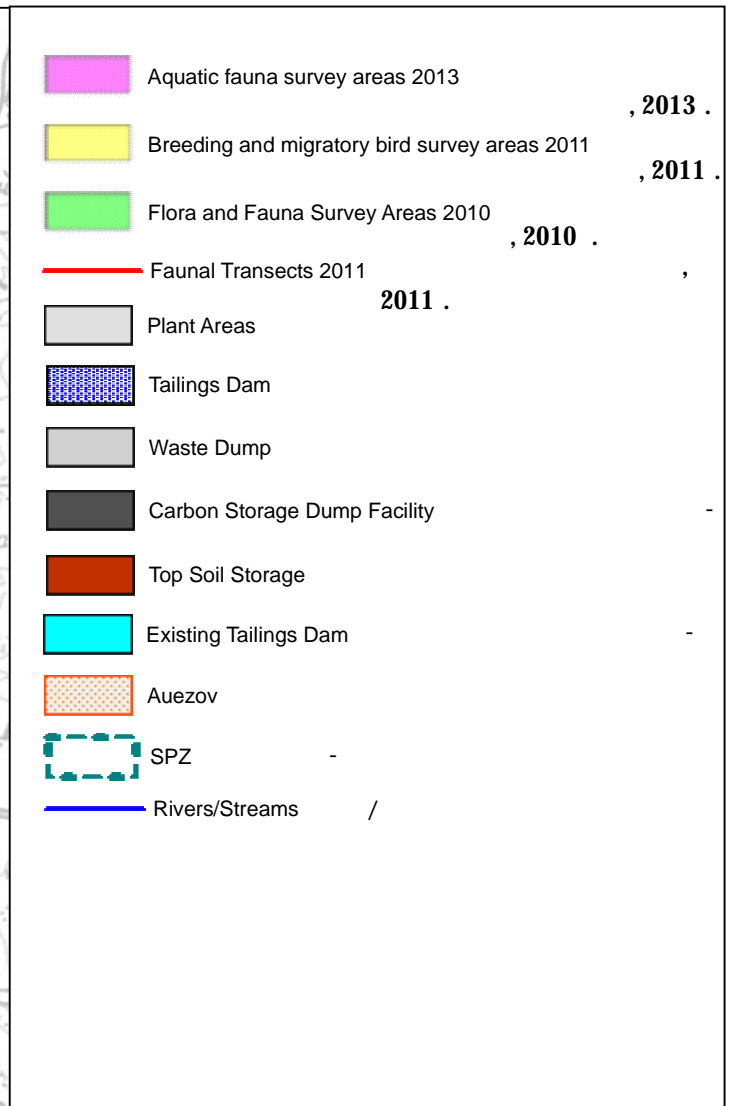 Aquatic fauna survey areas 2013
, 2013 .
Breeding and migratory bird survey areas 2011
, 2011 .
Flora and Fauna Survey Areas 2010
, 2010 .
Faunal Transects 2011 ,
2011 .
Plant Areas
Tailings Dam
Waste Dump
Carbon Storage Dump Facility -
Top Soil Storage
Existing Tailings Dam -
Auezov
SPZ -
Rivers/Streams /